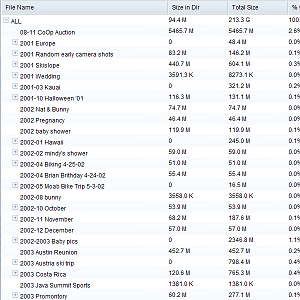 File Name Size in Dir Total Size %
ALL 94.4 M 213.3 G 100.
08-11 CoOp Auction 5465.7 M 5465.7 M 2.6%
2001 Europe 0 48.4 M 0.0%
2001 Random early camera shots 83.2 M 146.2 M 0.1%
2001 Skislope 440.7 M 604.1 M 0.3%
2001 Wedding 3591.3 K 8273.1 K 0.0%
2001-03 Kauai 0 321.2 M 0.2%
2001-10 Halloween '01 116.3 M 131.1 M 0.1%
2002 Nat & Bunny 74.7 M 74.7 M 0.0%
2002 Pregnancy 46.4 M 46.4 M 0.0%
2002 baby shower 119.9 M 119.9 M 0.1%
2002-01 Hawaii 0 245.0 M 0.1%
2002-02 mindy's shower 59.0 M 59.0 M 0.0%
2002-04 Biking 4-25-02 51.0 M 51.0 M 0.0%
2002-04 Brian Brithday 4-24-02 55.4 M 55.4 M 0.0%
2002-05 Moab Bike Trip 5-3-02 0 16.5 M 0.0%
2002-08 bunny 3558.0 K 3558.0 K 0.0%
2002-10 October 53.9 M 53.9 M 0.0%
2002-11 November 68.2 M 187.6 M 0.1%
2002-12 December 57.0 M 57.0 M 0.0%
2002-2003 Baby pics 0 2346.8 M 1.1%
2003 Austin Reunion 452.7 M 452.7 M 0.2%
2003 Austria ski trip 0 798.4 M 0.4%
2003 Costa Rica 120.6 M 765.3 M 0.4%
2003 Java Summit Sports 1381.0 K 1381.0 K 0.0%
2003 Promontory 60.2 M 277.1 M 0.1%